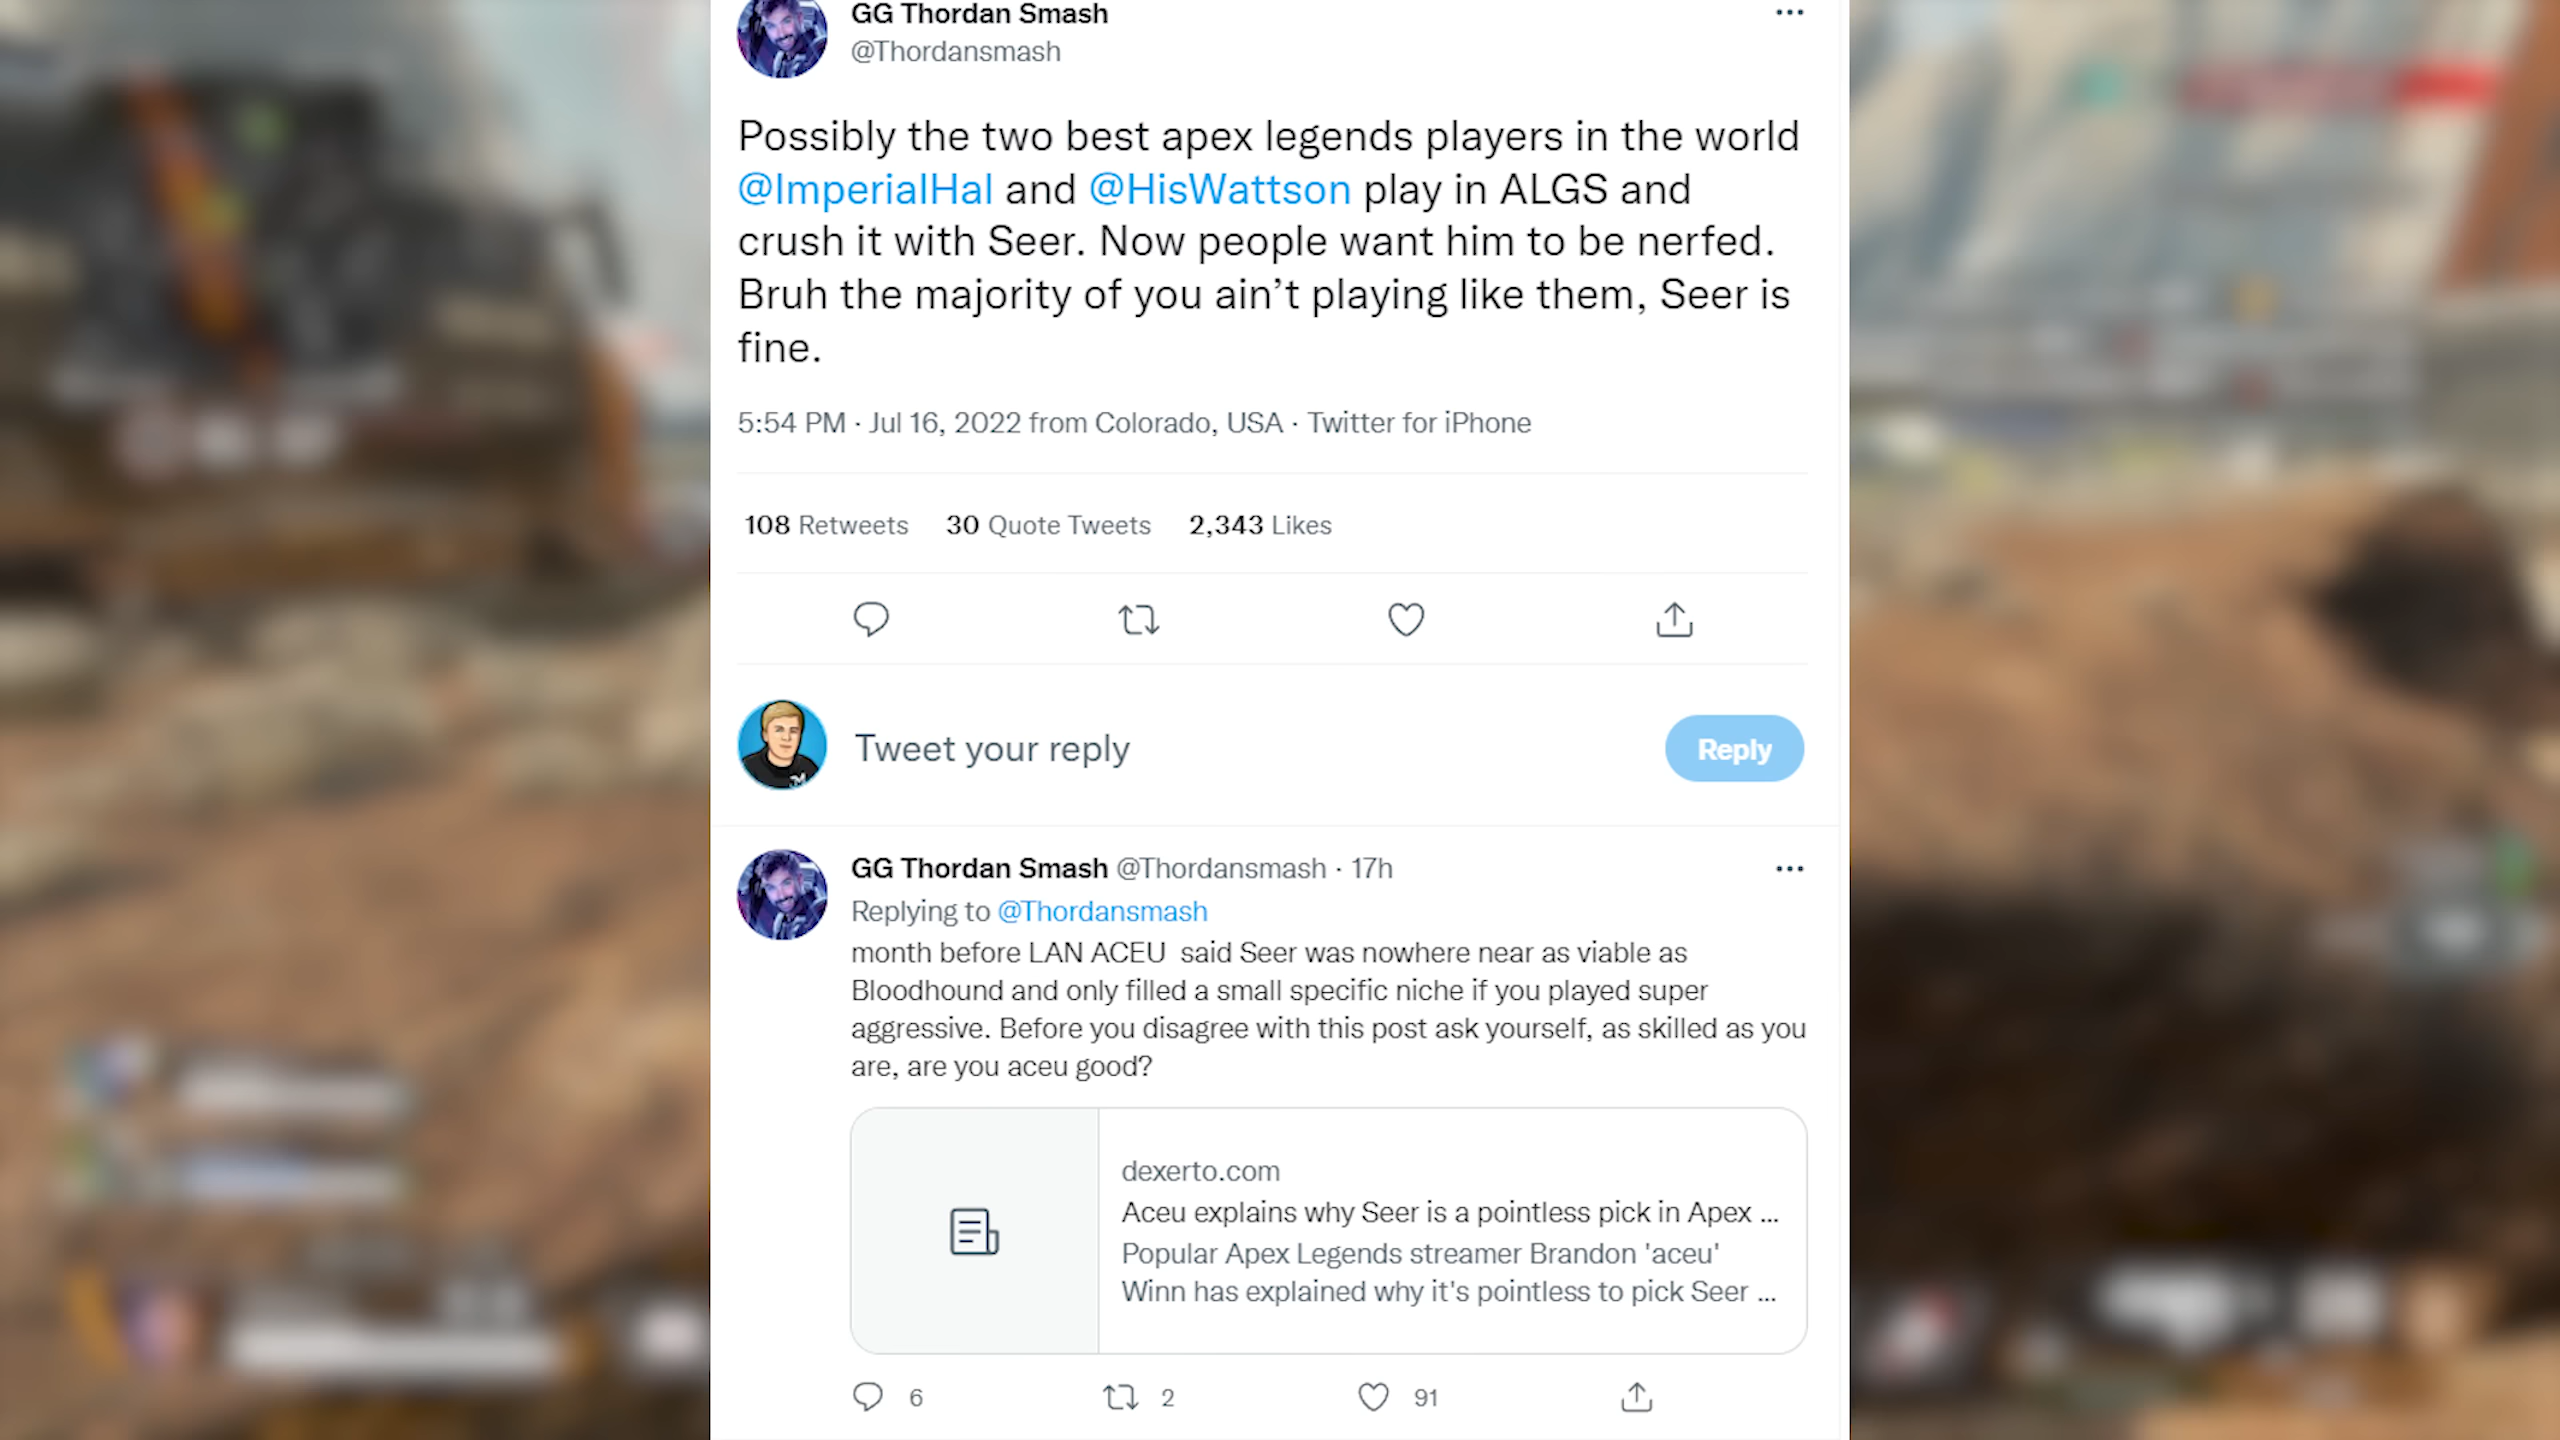 GG Thordan Smash
@Thordansmash
Possibly the two best apex legends players in the world
@ImperialHal and @HisWattson play in ALGS and
crush it with Seer. Now people want him to be nerfed.
Bruh the majority of you ain’t playing like them, Seer is
fine.
5:54 PM · Jul 16, 2022 from Colorado, USA · Twitter for iPhone
108 Retweets 30 Quote Tweets 2,343 Likes
Tweet your reply
Reply
GG Thordan Smash @Thordansmash · 17h
Replying to @Thordansmash
month before LAN ACEU said Seer was nowhere near as viable as
Bloodhound and only filled a small specific niche if you played super
aggressive. Before you disagree with this post ask yourself, as skilled as you
are, are you aceu good?
dexerto.com
Aceu explains why Seer is a pointless pick in Apex ...
Popular Apex Legends streamer Brandon 'aceu'
Winn has explained why it's pointless to pick Seer ...
6 2 91